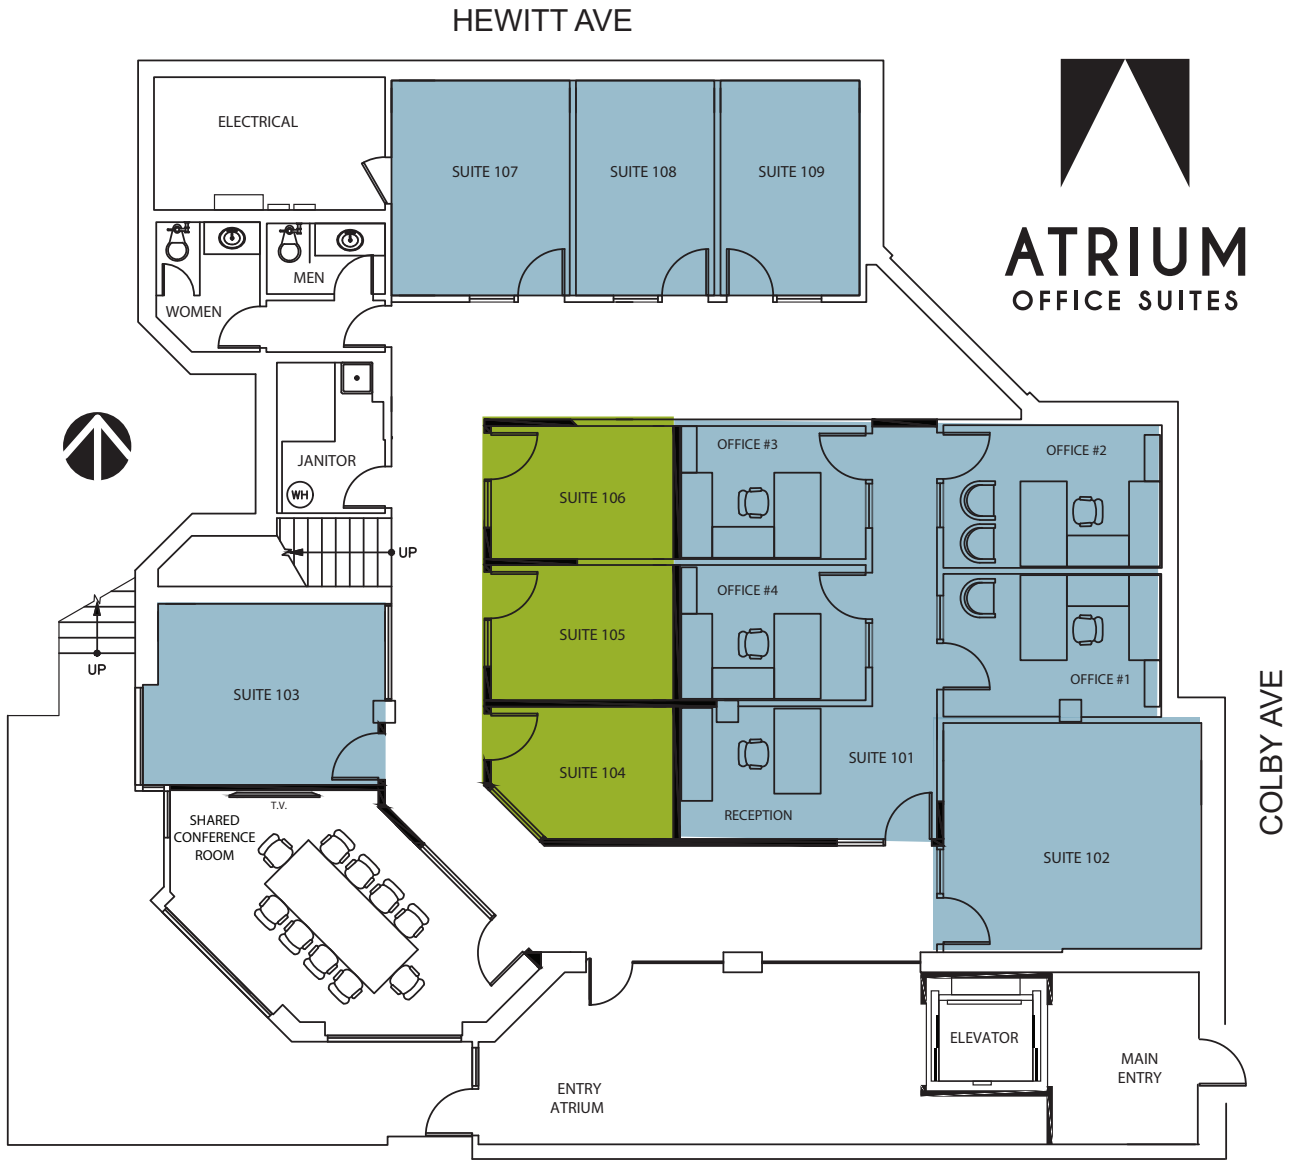 HEWITT AVE
ELECTRICAL
SUITE 107
SUITE 108
SUITE 109
ATRIUM
OFFICE SUITES
MEN
WOMEN
JANITOR
WH
UP
UP
OFFICE #3
OFFICE #2
SUITE 106
OFFICE #4
SUITE 105
OFFICE #1
SUITE 103
SUITE 104
SUITE 101
RECEPTION
SUITE 102
COLBY AVE
T.V.
SHARED
CONFERENCE
ROOM
ELEVATOR
MAIN
ENTRY
ENTRY
ATRIUM